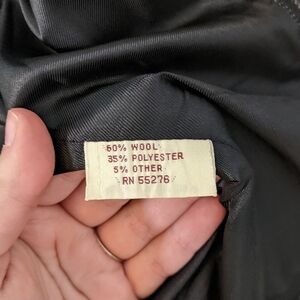 60% WOOL
35% POLYESTER
5% OTHER
RN 55276